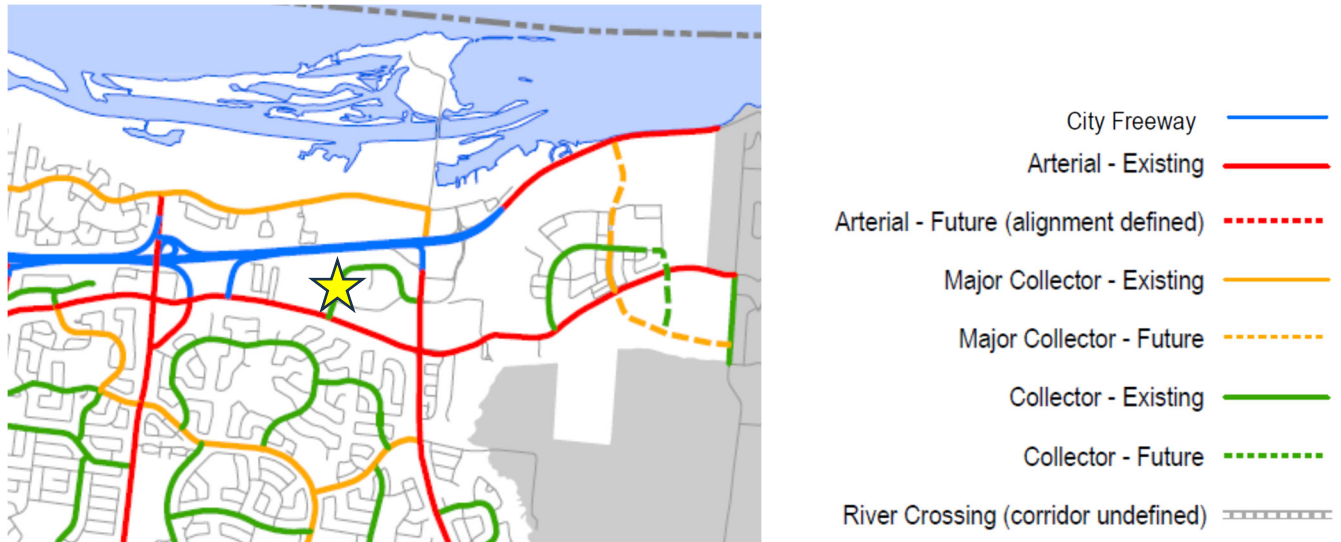 City Freeway
Arterial - Existing
Arterial - Future (alignment defined)
Major Collector - Existing
Major Collector - Future
Collector - Existing
Collector - Future
River Crossing (corridor undefined)